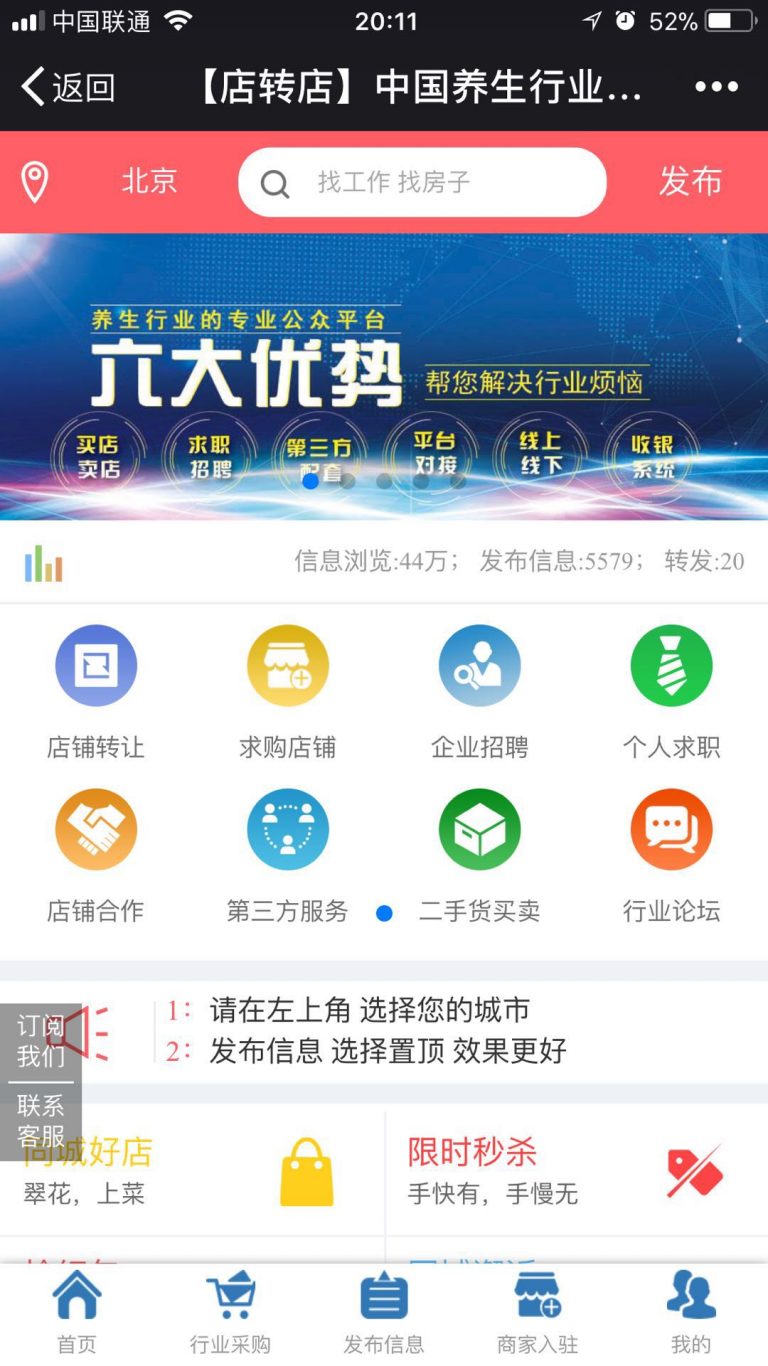 中国联通
20:11
52%
返回
【店转店】中国养生行业...
北京
找工作 找房子
发布
养生行业的专业公众平台
六大优势
帮您解决行业烦恼
买店
卖店
求职
招聘
第三方
配套
平台
对接
线上
线下
收银
系统
信息浏览:44万； 发布信息:5579； 转发:20
店铺转让
求购店铺
企业招聘
个人求职
店铺合作
第三方服务
二手货买卖
行业论坛
订阅
我们
联系
客服
1： 请在左上角 选择您的城市
2： 发布信息 选择置顶 效果更好
同城好店
翠花，上菜
限时秒杀
手快有，手慢无
首页
行业采购
发布信息
商家入驻
我的